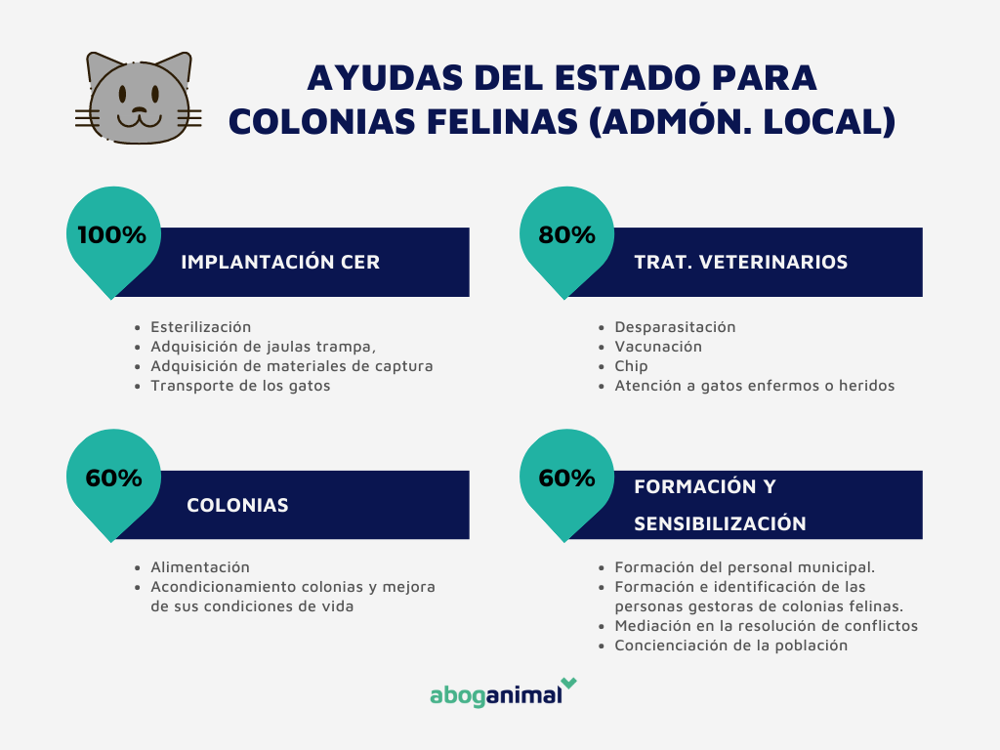 AYUDAS DEL ESTADO PARA
COLONIAS FELINAS (ADMÓN. LOCAL)
100%
IMPLANTACIÓN CER
• Esterilización
• Adquisición de jaulas trampa,
• Adquisición de materiales de captura
• Transporte de los gatos
80%
TRAT. VETERINARIOS
• Desparasitación
• Vacunación
• Chip
• Atención a gatos enfermos o heridos
60%
COLONIAS
• Alimentación
• Acondicionamiento colonias y mejora
de sus condiciones de vida
60%
FORMACIÓN Y
SENSIBILIZACIÓN
• Formación del personal municipal.
• Formación e identificación de las
personas gestoras de colonias felinas.
• Mediación en la resolución de conflictos
• Concienciación de la población
aboganimal